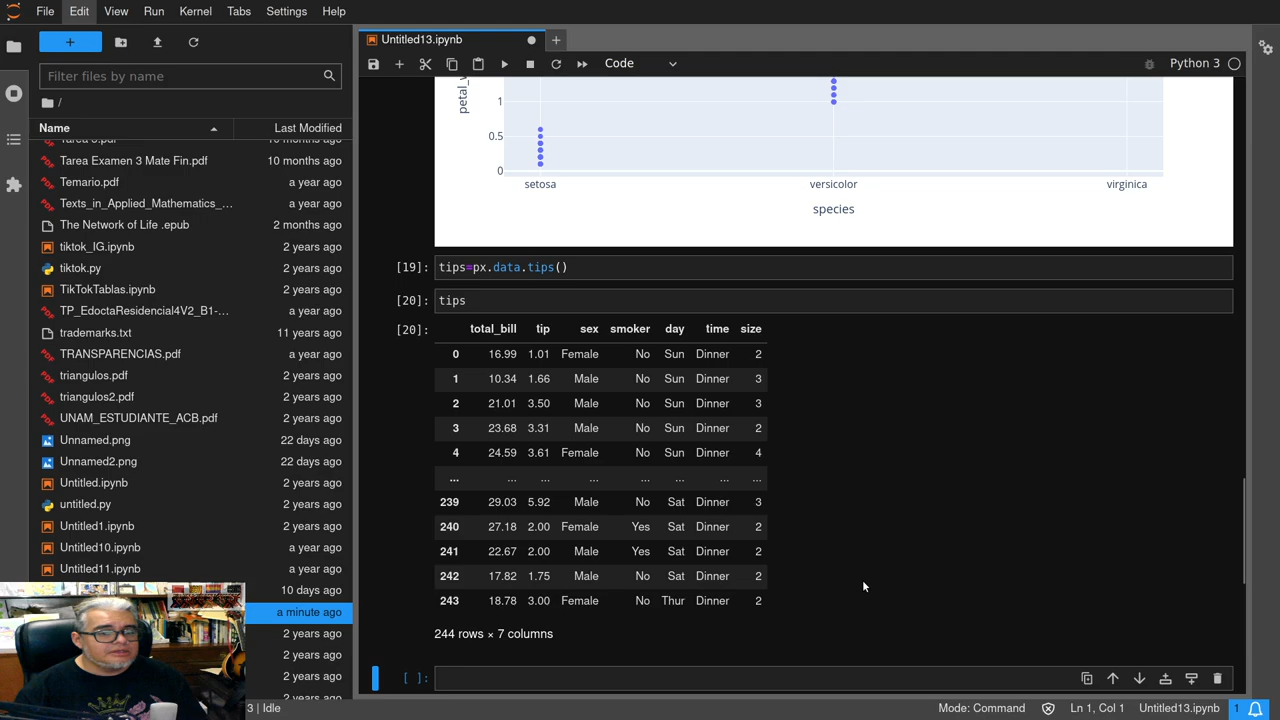 File Edit View Run Kernel Tabs Settings Help
Untitled13.ipynb
Filter files by name
Code
Python 3
/
Name Last Modified
Tarea 3.pdf 10 months ago
Tarea Examen 3 Mate Fin.pdf 10 months ago
Temario.pdf a year ago
Texts_in_Applied_Mathematics_... a year ago
The Network of Life .epub 2 months ago
tiktok_IG.ipynb 2 years ago
tiktok.py 2 years ago
TikTokTablas.ipynb 2 years ago
TP_EdoctaResidencial4V2_B1-... a year ago
trademarks.txt 11 years ago
TRANSPARENCIAS.pdf a year ago
triangulos.pdf 2 years ago
triangulos2.pdf 2 years ago
UNAM_ESTUDIANTE_ACB.pdf 2 years ago
Unnamed.png 22 days ago
Unnamed2.png 22 days ago
Untitled.ipynb 2 years ago
untitled.py 2 years ago
Untitled1.ipynb 2 years ago
Untitled10.ipynb a year ago
Untitled11.ipynb a year ago
10 days ago
a minute ago
2 years ago
2 years ago
2 years ago
2 years ago
3 | Idle
1
0.5
0
setosa versicolor virginica
species
[19]: tips=px.data.tips()
[20]: tips
[20]: total_bill tip sex smoker day time size
0 16.99 1.01 Female No Sun Dinner 2
1 10.34 1.66 Male No Sun Dinner 3
2 21.01 3.50 Male No Sun Dinner 3
3 23.68 3.31 Male No Sun Dinner 2
4 24.59 3.61 Female No Sun Dinner 4
... ... ... ... ... ... ... ...
239 29.03 5.92 Male No Sat Dinner 3
240 27.18 2.00 Female Yes Sat Dinner 2
241 22.67 2.00 Male Yes Sat Dinner 2
242 17.82 1.75 Male No Sat Dinner 2
243 18.78 3.00 Female No Thur Dinner 2
244 rows × 7 columns
[ ]:
Mode: Command Ln 1, Col 1 Untitled13.ipynb 1